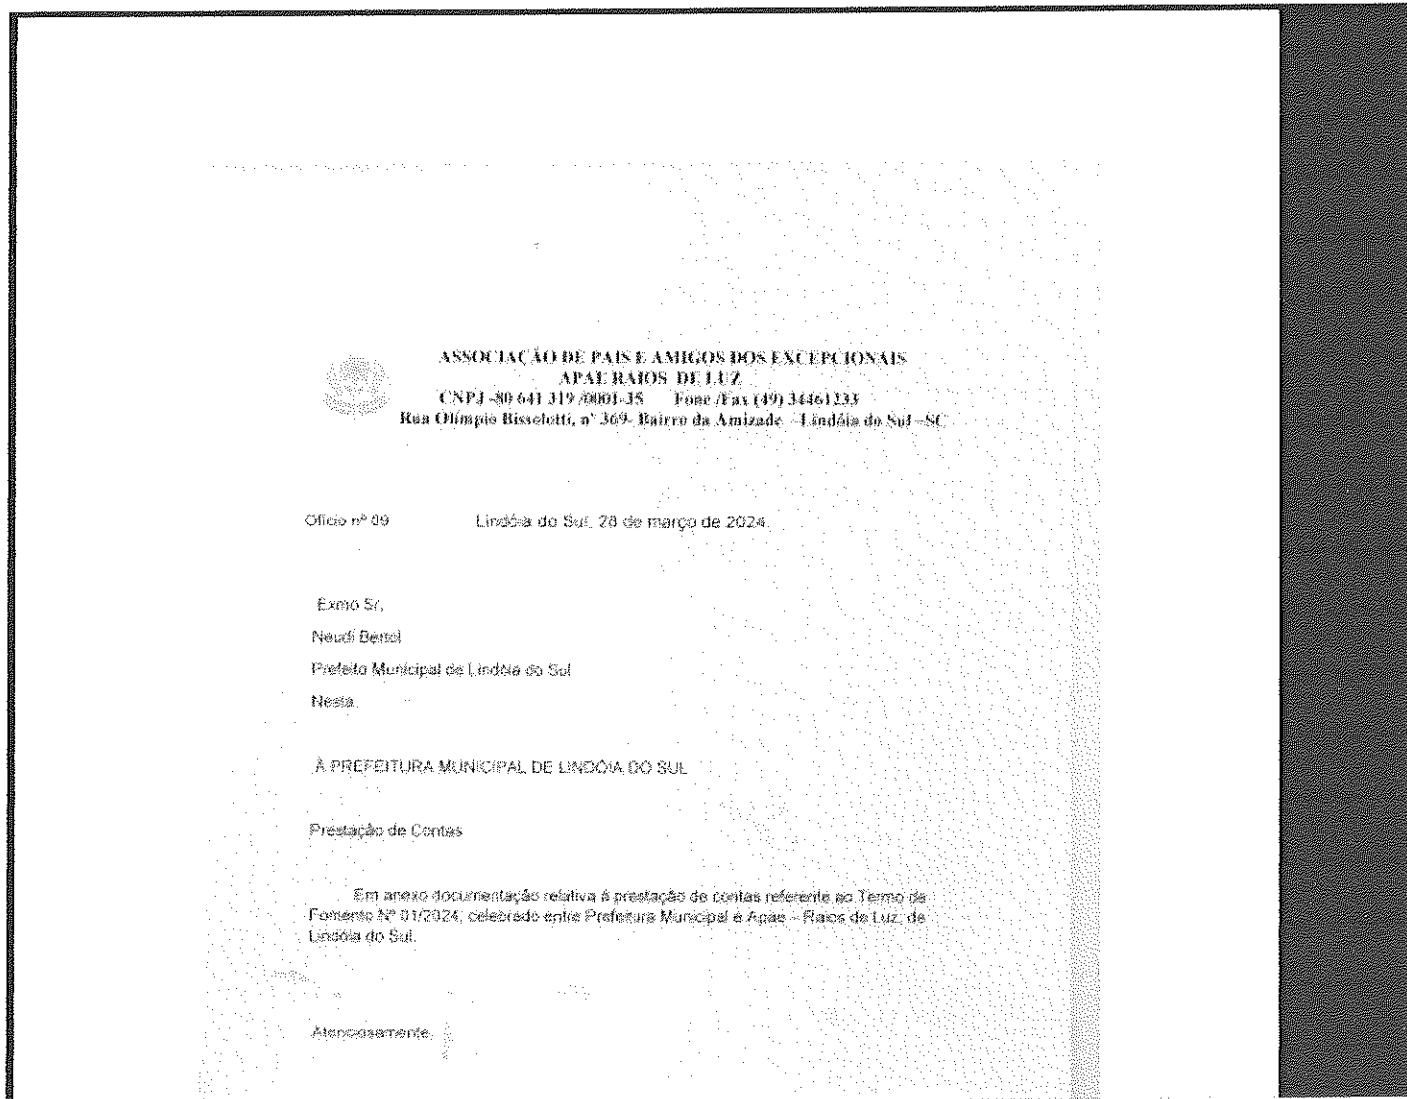 ASSOCIAÇÃO DE PAIS E AMIGOS DOS EXCEPCIONAIS
APAE RAIOS DE LUZ
CNPJ -80 641 319 /0001-35 Fone /Fax (49) 34461233
Rua Olímpio Bissolotti, nº 369- Bairro da Amizade – Lindóia do Sul –SC
Ofício nº 09 Lindóia do Sul, 28 de março de 2024.
Exmo Sr,
Neudi Bertol
Prefeito Municipal de Lindóia do Sul
Nesta.
À PREFEITURA MUNICIPAL DE LINDÓIA DO SUL
Prestação de Contas
Em anexo documentação relativa á prestação de contas referente ao Termo de
Fomento Nº 01/2024, celebrado entre Prefeitura Municipal e Apae – Raios de Luz, de
Lindóia do Sul.
Atenciosamente,